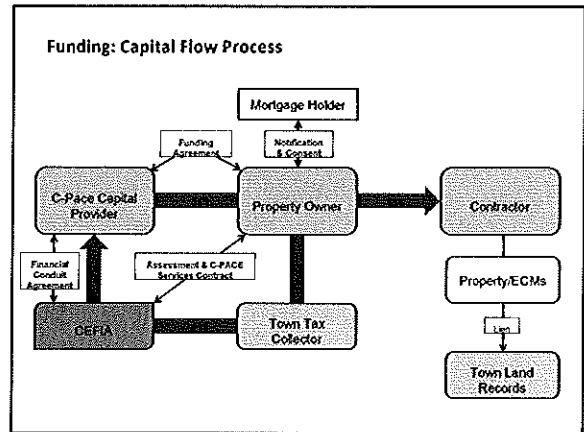 Funding: Capital Flow Process
Mortgage Holder
Funding
Agreement
Notification
& Consent
C-Pace Capital
Provider
Property Owner
Contractor
Financial
Conduit
Agreement
Assessment & C-PACE
Services Contract
Property/ECMs
CEFIA
Town Tax
Collector
Lien
Town Land
Records